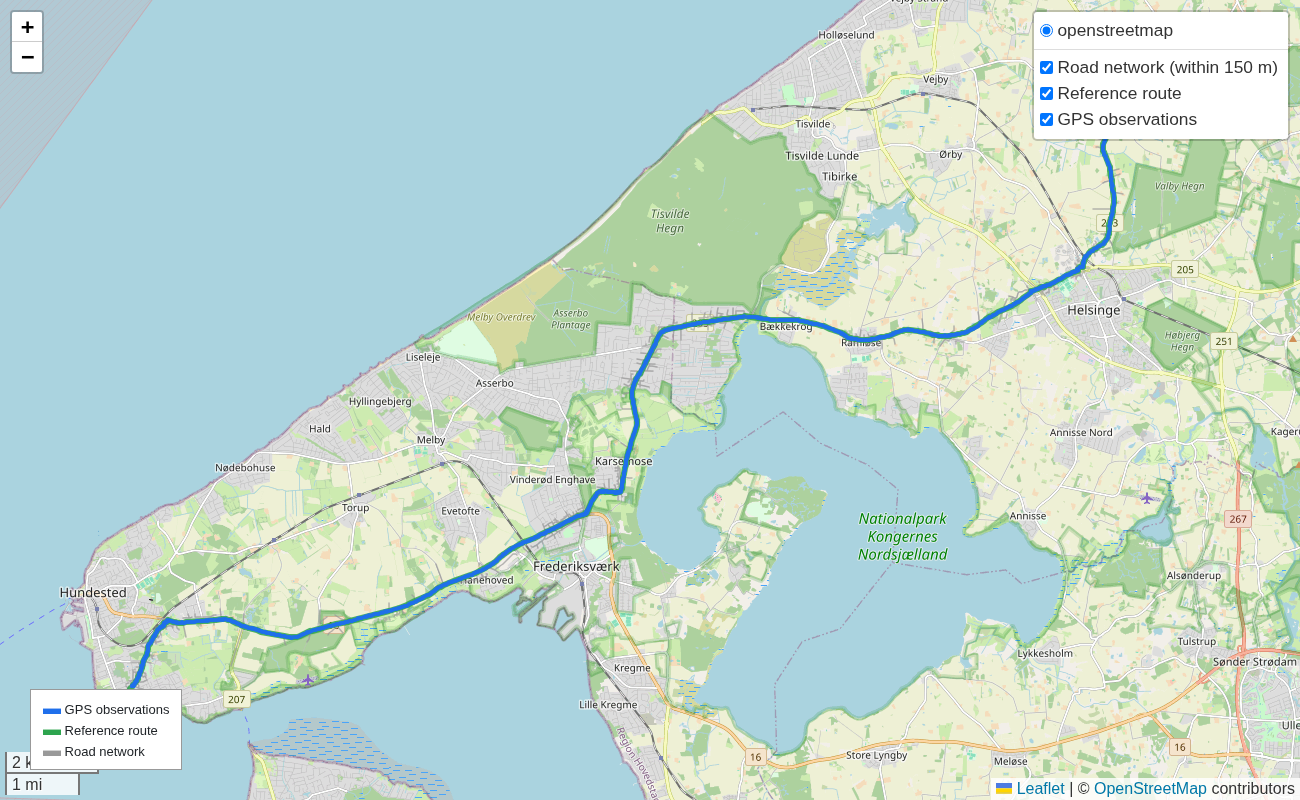 +
−
Holløselund
Vejby
Tisvilde
Tisvilde Lunde
Tibirke
Ørby
Tisvilde
Hegn
Valby Hegn
openstreetmap
Road network (within 150 m)
Reference route
GPS observations
205
Helsinge
Højbjerg
Hegn
251
Melby Overdrev
Asserbo
Plantage
Bækkekrog
Ramløse
Liseleje
Asserbo
Hyllingebjerg
Hald
Melby
Annisse Nord
Nødebohuse
Karsemose
Vinderød Enghave
Torup
Evetofte
Nationalpark
Kongernes
Nordsjælland
Annisse
267
Hundested
Frederiksværk
Alsønderup
Tulstrup
Lykkesholm
Sønder Strødam
Kregme
Lille Kregme
207
16
Store Lyngby
Meløse
16
GPS observations
Reference route
Road network
1 mi
Leaflet | © OpenStreetMap contributors